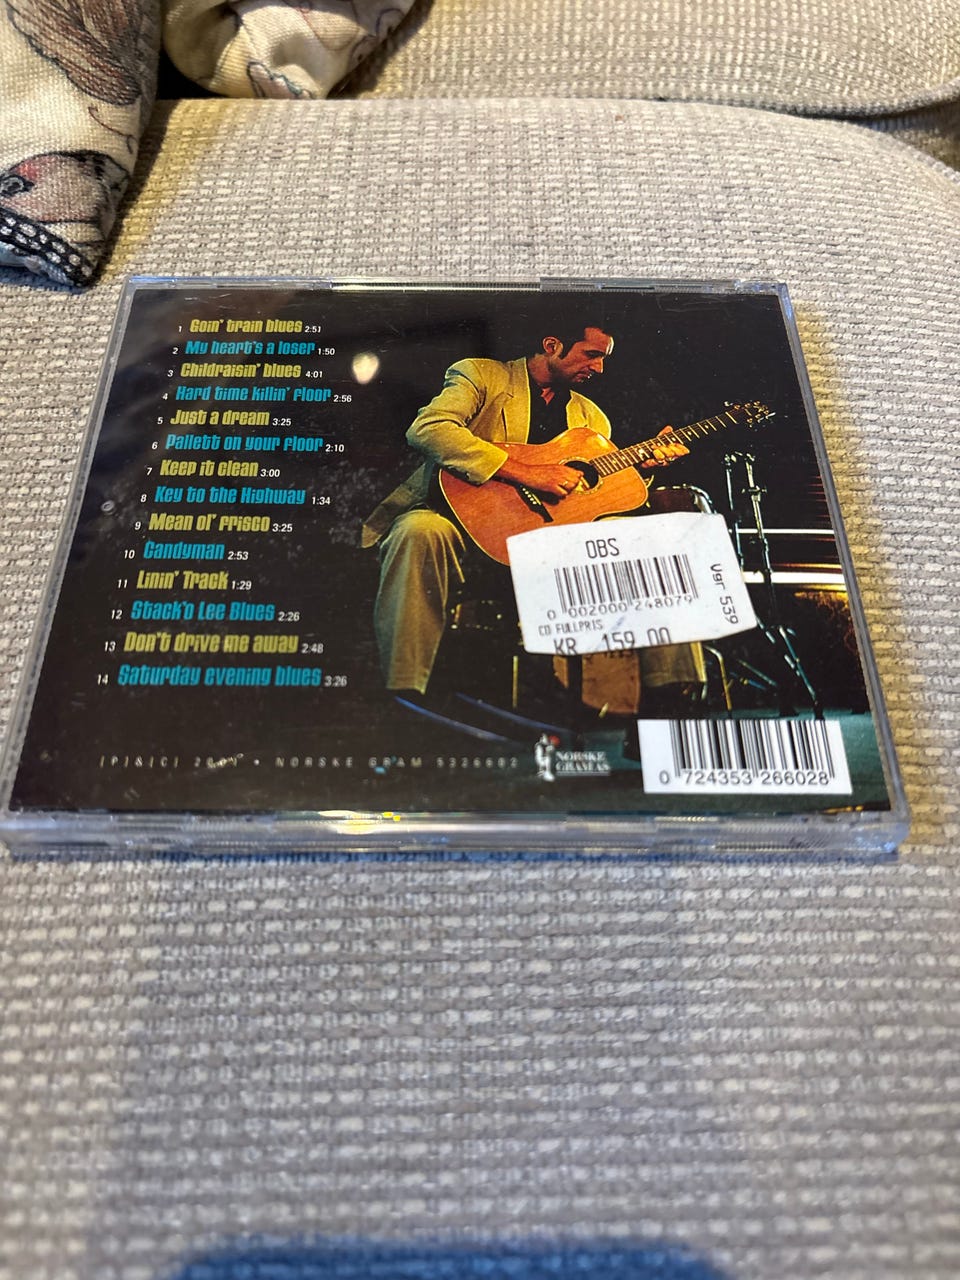 1 Goin' train blues 2:51
2 My heart's a loser 1:50
3 Childraisin' blues 4:01
4 Hard time killin' floor 2:56
5 Just a dream 3:25
6 Pallett on your floor 2:10
7 Keep it clean 3:00
8 Key to the Highway 1:34
9 Mean ol' frisco 3:25
10 Candyman 2:53
11 Linin' Track 1:29
12 Stack'o Lee Blues 2:26
13 Don't drive me away 2:48
14 Saturday evening blues 3:26
OBS
0 002000 248079
CD FULLPRIS
KR 159.00
Vgr 539
(P)&(C) • NORSKE GRAM 5326602
NORSKE
GRAM AS
0 724353 266028